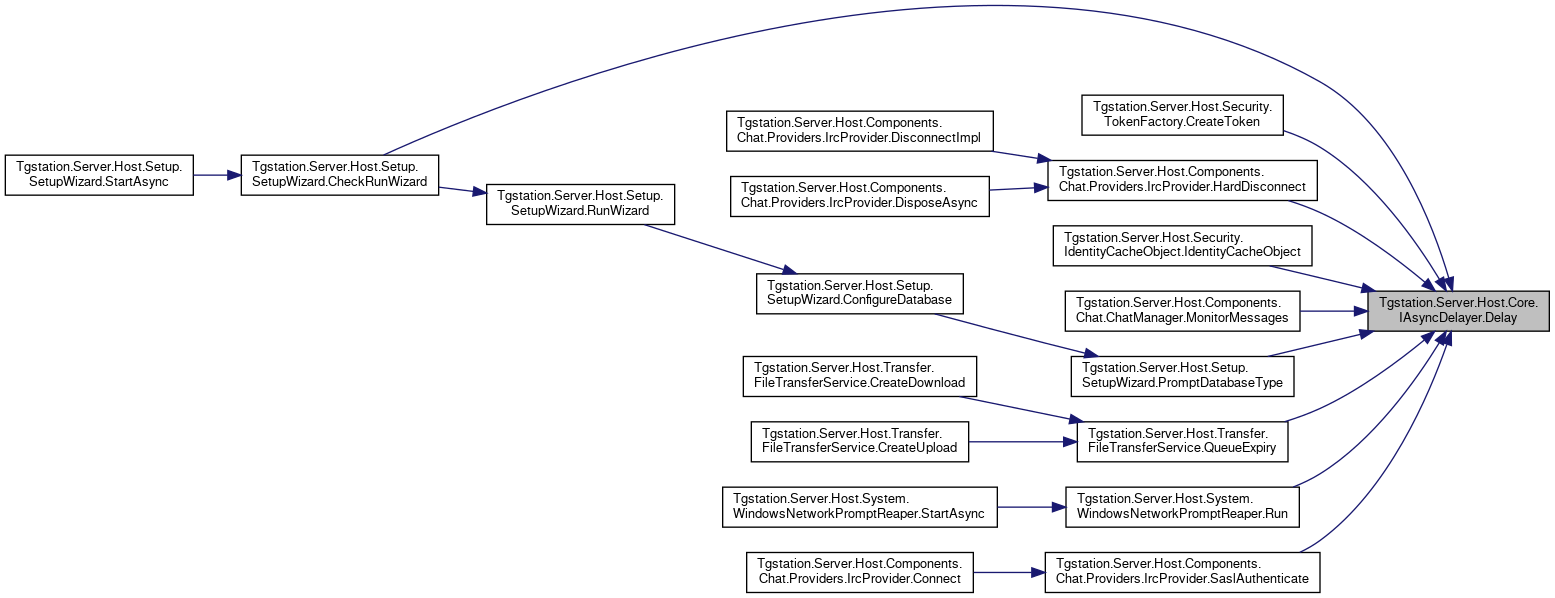 Tgstation.Server.Host.Setup.
SetupWizard.StartAsync
Tgstation.Server.Host.Setup.
SetupWizard.CheckRunWizard
Tgstation.Server.Host.Setup.
SetupWizard.RunWizard
Tgstation.Server.Host.Components.
Chat.Providers.IrcProvider.DisconnectImpl
Tgstation.Server.Host.Components.
Chat.Providers.IrcProvider.DisposeAsync
Tgstation.Server.Host.Setup.
SetupWizard.ConfigureDatabase
Tgstation.Server.Host.Transfer.
FileTransferService.CreateDownload
Tgstation.Server.Host.Transfer.
FileTransferService.CreateUpload
Tgstation.Server.Host.System.
WindowsNetworkPromptReaper.StartAsync
Tgstation.Server.Host.Components.
Chat.Providers.IrcProvider.Connect
Tgstation.Server.Host.Security.
TokenFactory.CreateToken
Tgstation.Server.Host.Components.
Chat.Providers.IrcProvider.HardDisconnect
Tgstation.Server.Host.Security.
IdentityCacheObject.IdentityCacheObject
Tgstation.Server.Host.Components.
Chat.ChatManager.MonitorMessages
Tgstation.Server.Host.Setup.
SetupWizard.PromptDatabaseType
Tgstation.Server.Host.Transfer.
FileTransferService.QueueExpiry
Tgstation.Server.Host.System.
WindowsNetworkPromptReaper.Run
Tgstation.Server.Host.Components.
Chat.Providers.IrcProvider.SaslAuthenticate
Tgstation.Server.Host.Core.
IAsyncDelayer.Delay